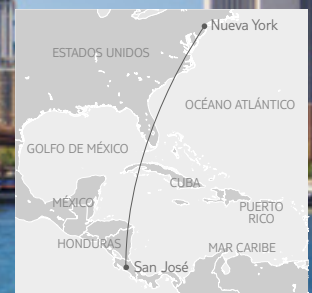 Nueva York
ESTADOS UNIDOS
OCÉANO ATLÁNTICO
GOLFO DE MÉXICO
CUBA
MÉXICO
PUERTO
RICO
HONDURAS
MAR CARIBE
San José